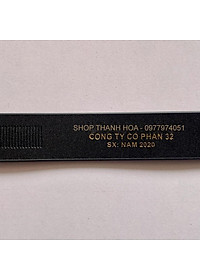 SHOP THANH HOA - 0977974051
CONG TY CO PHAN 32
SX: NAM 2020